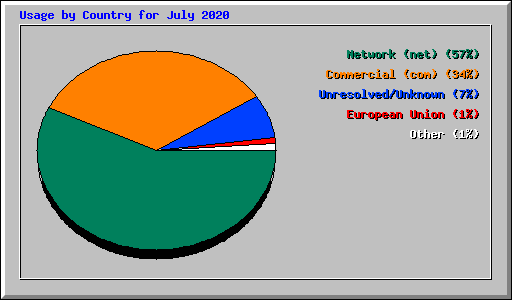 Usage by Country for July 2020
Network (net) (57%)
Commercial (com) (34%)
Unresolved/Unknown (7%)
European Union (1%)
Other (1%)